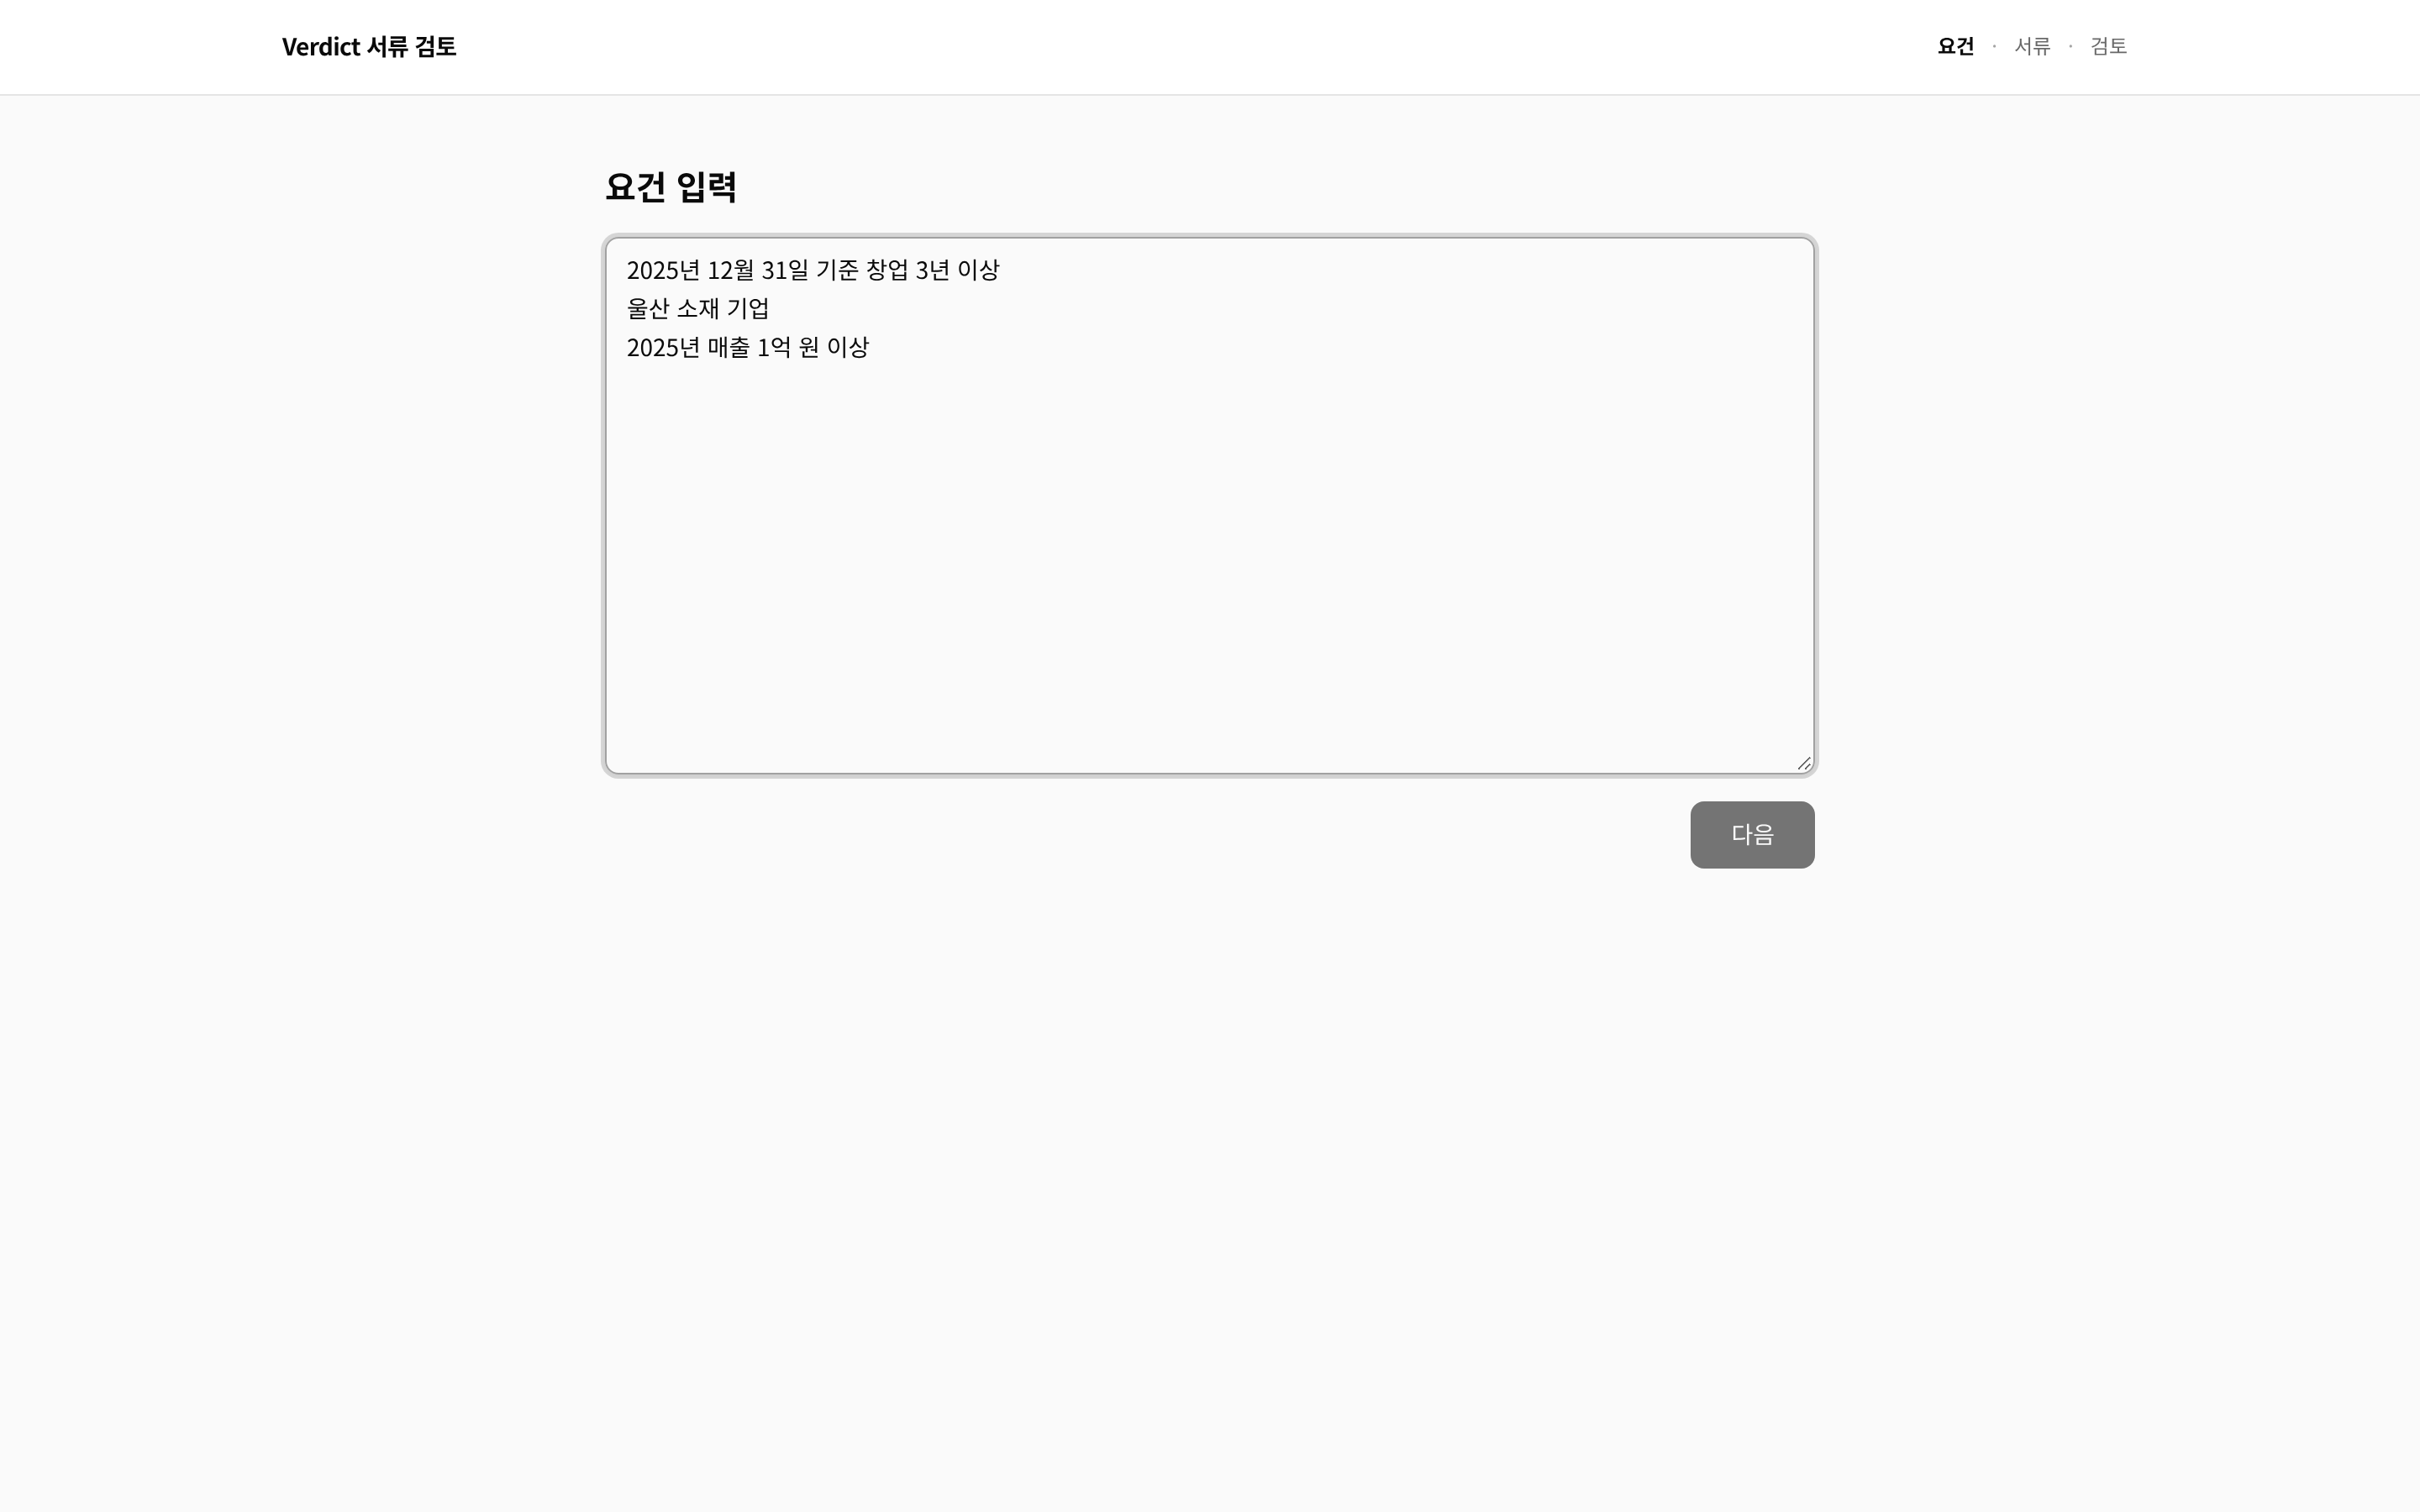 Verdict 서류 검토
요건 · 서류 · 검토
요건 입력
2025년 12월 31일 기준 창업 3년 이상
울산 소재 기업
2025년 매출 1억 원 이상
다음